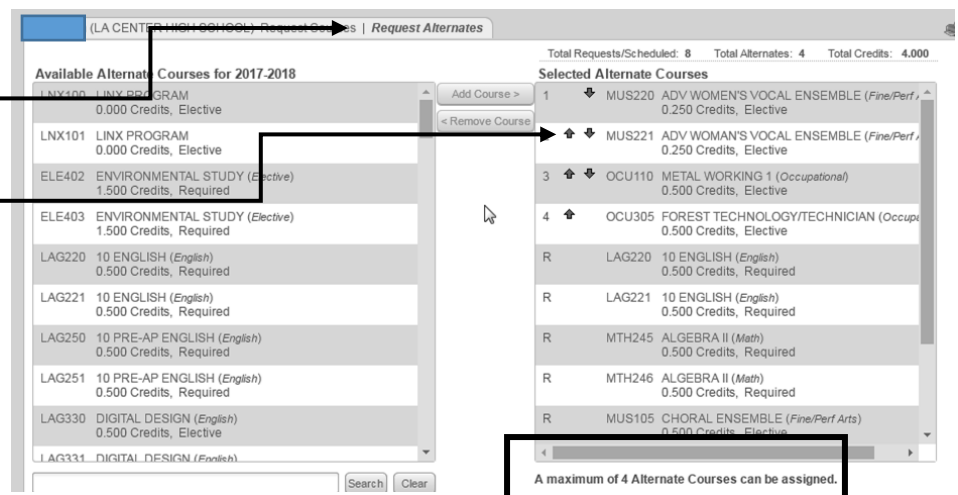 (LA CENTER HIGH SCHOOL) Request Courses | Request Alternates
Total Requests/Scheduled: 8 Total Alternates: 4 Total Credits: 4.000
Available Alternate Courses for 2017-2018
LNX100 LINX PROGRAM
0.000 Credits, Elective
LNX101 LINX PROGRAM
0.000 Credits, Elective
ELE402 ENVIRONMENTAL STUDY (Elective)
1.500 Credits, Required
ELE403 ENVIRONMENTAL STUDY (Elective)
1.500 Credits, Required
LAG220 10 ENGLISH (English)
0.500 Credits, Required
LAG221 10 ENGLISH (English)
0.500 Credits, Required
LAG250 10 PRE-AP ENGLISH (English)
0.500 Credits, Required
LAG251 10 PRE-AP ENGLISH (English)
0.500 Credits, Required
LAG330 DIGITAL DESIGN (English)
0.500 Credits, Elective
LAG331 DIGITAL DESIGN (English)
Search Clear
Add Course >
< Remove Course
Selected Alternate Courses
1 MUS220 ADV WOMEN'S VOCAL ENSEMBLE (Fine/Perf
0.250 Credits, Elective
MUS221 ADV WOMAN'S VOCAL ENSEMBLE (Fine/Perf
0.250 Credits, Elective
3 OCU110 METAL WORKING 1 (Occupational)
0.500 Credits, Elective
4 OCU305 FOREST TECHNOLOGY/TECHNICIAN (Occup
0.500 Credits, Elective
R LAG220 10 ENGLISH (English)
0.500 Credits, Required
R LAG221 10 ENGLISH (English)
0.500 Credits, Required
R MTH245 ALGEBRA II (Math)
0.500 Credits, Required
R MTH246 ALGEBRA II (Math)
0.500 Credits, Required
R MUS105 CHORAL ENSEMBLE (Fine/Perf Arts)
0.500 Credits, Elective
A maximum of 4 Alternate Courses can be assigned.